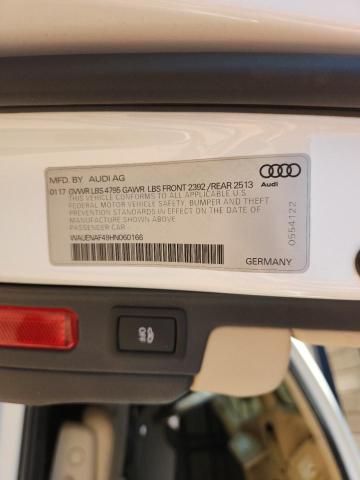 MFG. BY AUDI AG
01 17 GVWR LBS 4795 GAWR LBS FRONT 2392 /REAR 2513
THIS VEHICLE CONFORMS TO ALL APPLICABLE U.S.
FEDERAL MOTOR VEHICLE SAFETY, BUMPER AND THEFT
PREVENTION STANDARDS IN EFFECT ON THE DATE OF
MANUFACTURE SHOWN ABOVE
PASSENGER CAR
WAUENAF49HN060166
Audi
0554122
GERMANY
OFF